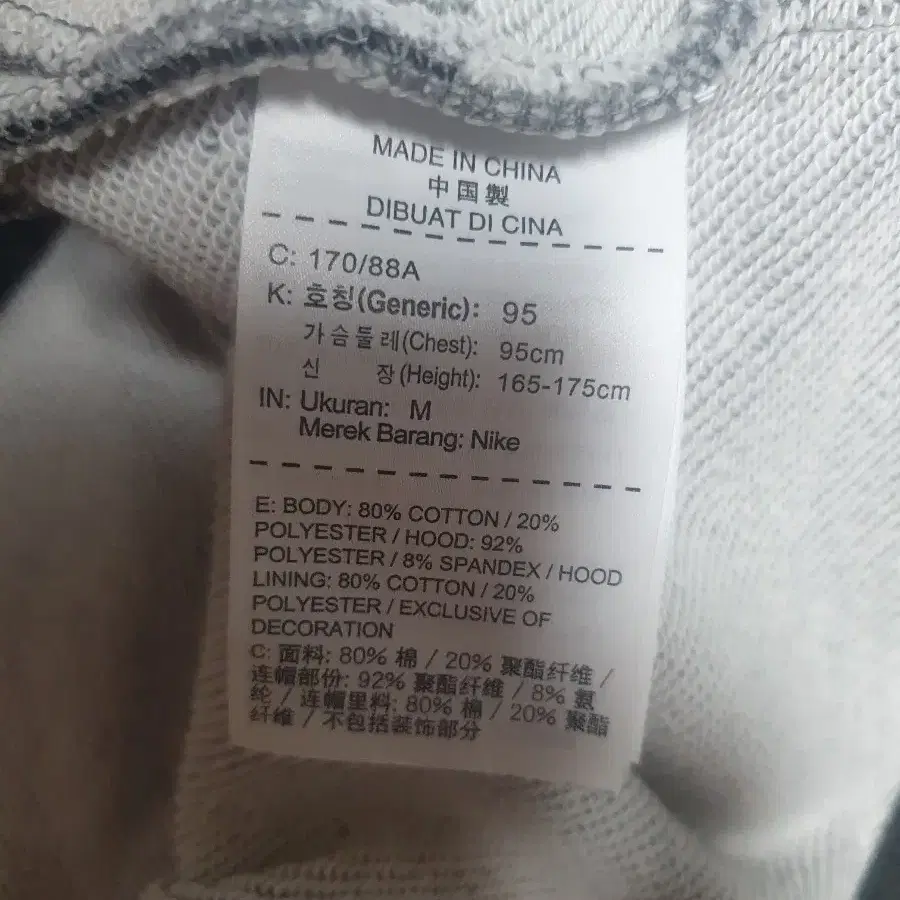 MADE IN CHINA
中国製
DIBUAT DI CINA
C: 170/88A
K: 호칭(Generic): 95
가슴둘레(Chest): 95cm
신 장(Height): 165-175cm
IN: Ukuran: M
Merek Barang: Nike
E: BODY: 80% COTTON / 20%
POLYESTER / HOOD: 92%
POLYESTER / 8% SPANDEX / HOOD
LINING: 80% COTTON / 20%
POLYESTER / EXCLUSIVE OF
DECORATION
C: 面料: 80% 棉 / 20% 聚酯纤维 /
连帽部份: 92% 聚酯纤维 / 8% 氨
纶 / 连帽里料: 80% 棉 / 20% 聚酯
纤维 / 不包括装饰部分